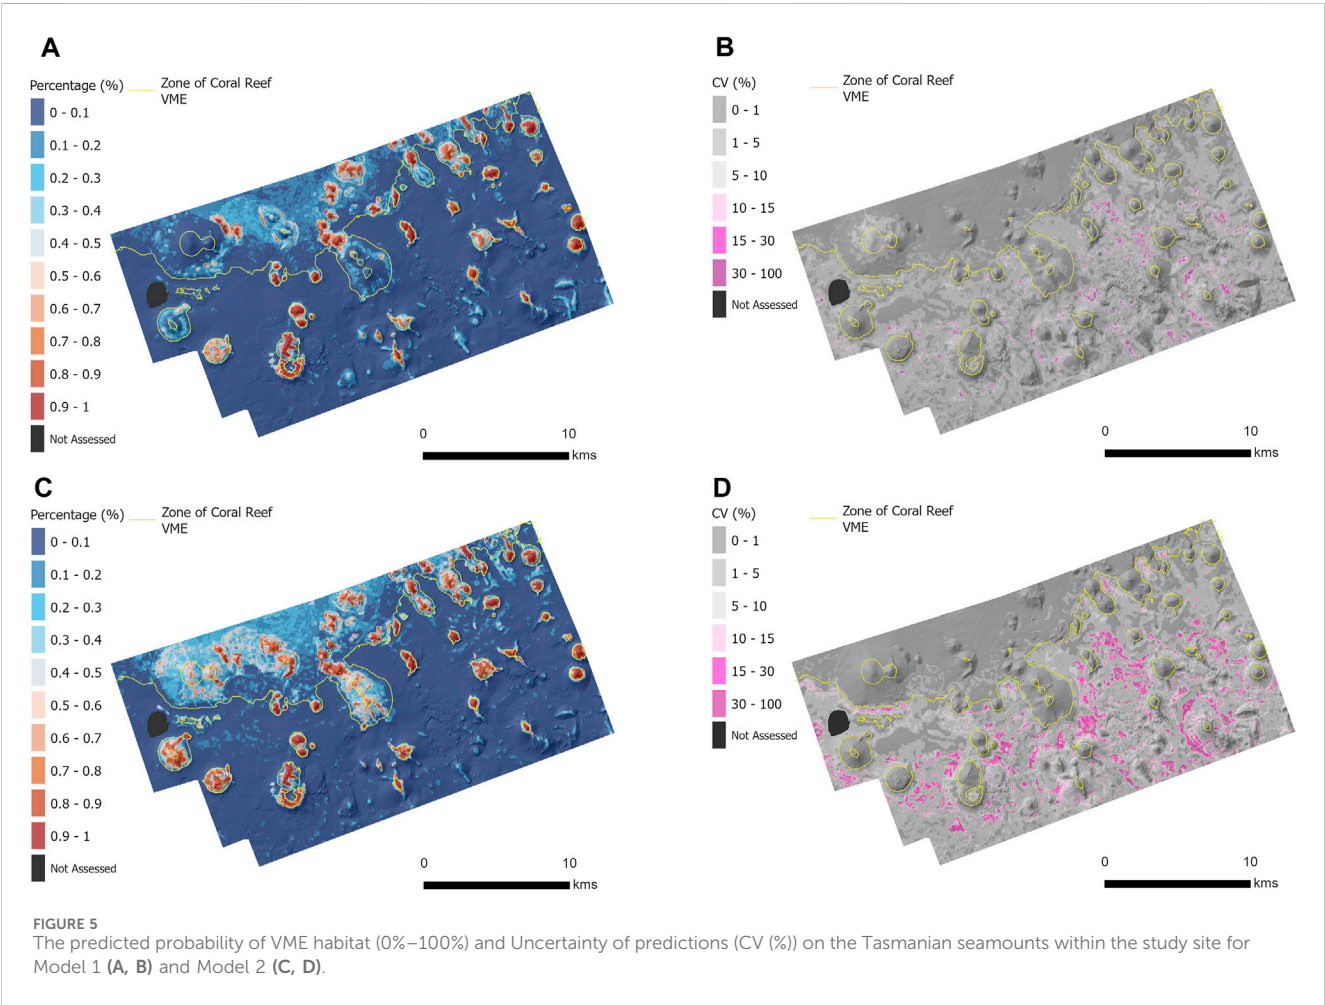 A
Percentage (%)
Zone of Coral Reef
VME
0 - 0.1
0.1 - 0.2
0.2 - 0.3
0.3 - 0.4
0.4 - 0.5
0.5 - 0.6
0.6 - 0.7
0.7 - 0.8
0.8 - 0.9
0.9 - 1
Not Assessed
0 10
kms
B
CV (%)
Zone of Coral Reef
VME
0 - 1
1 - 5
5 - 10
10 - 15
15 - 30
30 - 100
Not Assessed
0 10
kms
C
Percentage (%)
Zone of Coral Reef
VME
0 - 0.1
0.1 - 0.2
0.2 - 0.3
0.3 - 0.4
0.4 - 0.5
0.5 - 0.6
0.6 - 0.7
0.7 - 0.8
0.8 - 0.9
0.9 - 1
Not Assessed
0 10
kms
D
CV (%)
Zone of Coral Reef
VME
0 - 1
1 - 5
5 - 10
10 - 15
15 - 30
30 - 100
Not Assessed
0 10
kms
FIGURE 5
The predicted probability of VME habitat (0%–100%) and Uncertainty of predictions (CV (%)) on the Tasmanian seamounts within the study site for
Model 1 (A, B) and Model 2 (C, D).